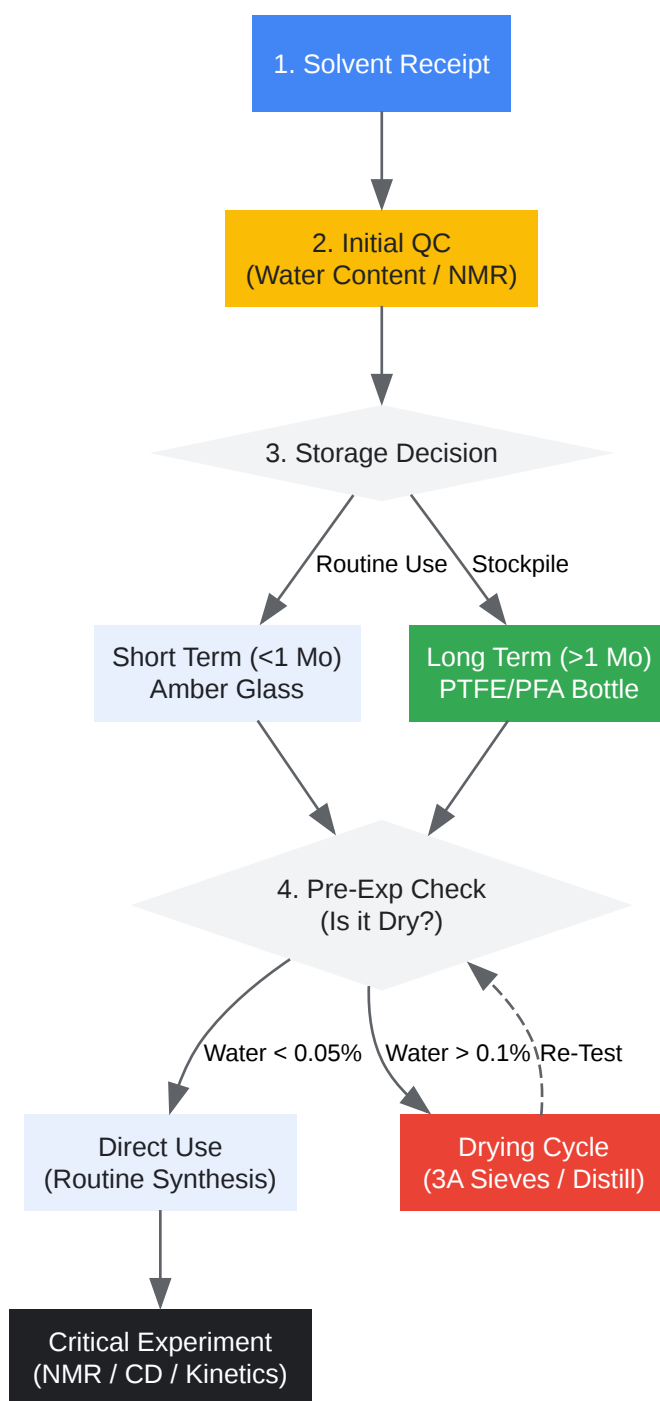 1. Solvent Receipt
2. Initial QC
(Water Content / NMR)
3. Storage Decision
Routine Use
Stockpile
Short Term (<1 Mo)
Amber Glass
Long Term (>1 Mo)
PTFE/PFA Bottle
4. Pre-Exp Check
(Is it Dry?)
Water < 0.05%
Water > 0.1%
Re-Test
Direct Use
(Routine Synthesis)
Drying Cycle
(3A Sieves / Distill)
Critical Experiment
(NMR / CD / Kinetics)